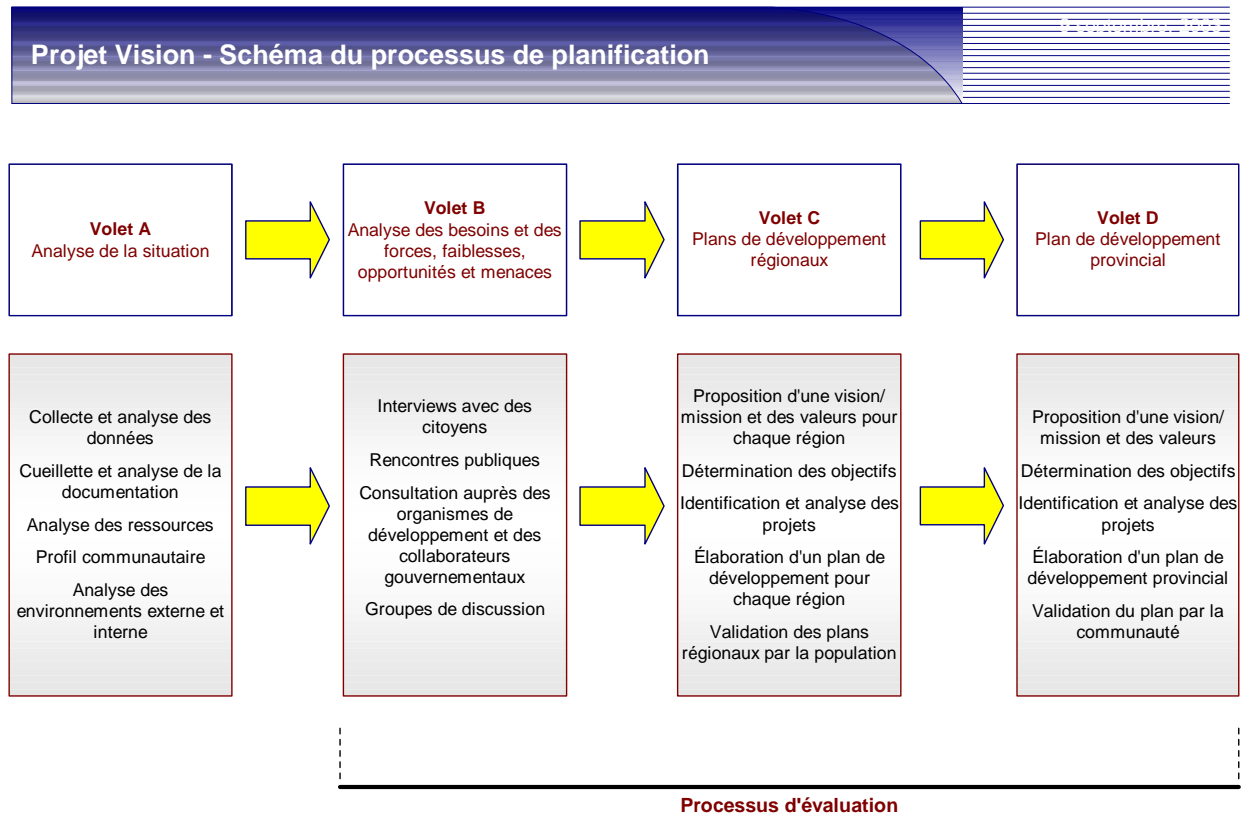 Projet Vision - Schéma du processus de planification
Volet A
Analyse de la situation
Volet B
Analyse des besoins et des
forces, faiblesses,
opportunités et menaces
Volet C
Plans de développement
régionaux
Volet D
Plan de développement
provincial
Collecte et analyse des
données
Cueillette et analyse de la
documentation
Analyse des ressources
Profil communautaire
Analyse des
environnements externe et
interne
Interviews avec des
citoyens
Rencontres publiques
Consultation auprès des
organismes de
développement et des
collaborateurs
gouvernementaux
Groupes de discussion
Proposition d'une vision/
mission et des valeurs pour
chaque région
Détermination des objectifs
Identification et analyse des
projets
Élaboration d'un plan de
développement pour
chaque région
Validation des plans
régionaux par la population
Proposition d'une vision/
mission et des valeurs
Détermination des objectifs
Identification et analyse des
projets
Élaboration d'un plan de
développement provincial
Validation du plan par la
communauté
Processus d'évaluation